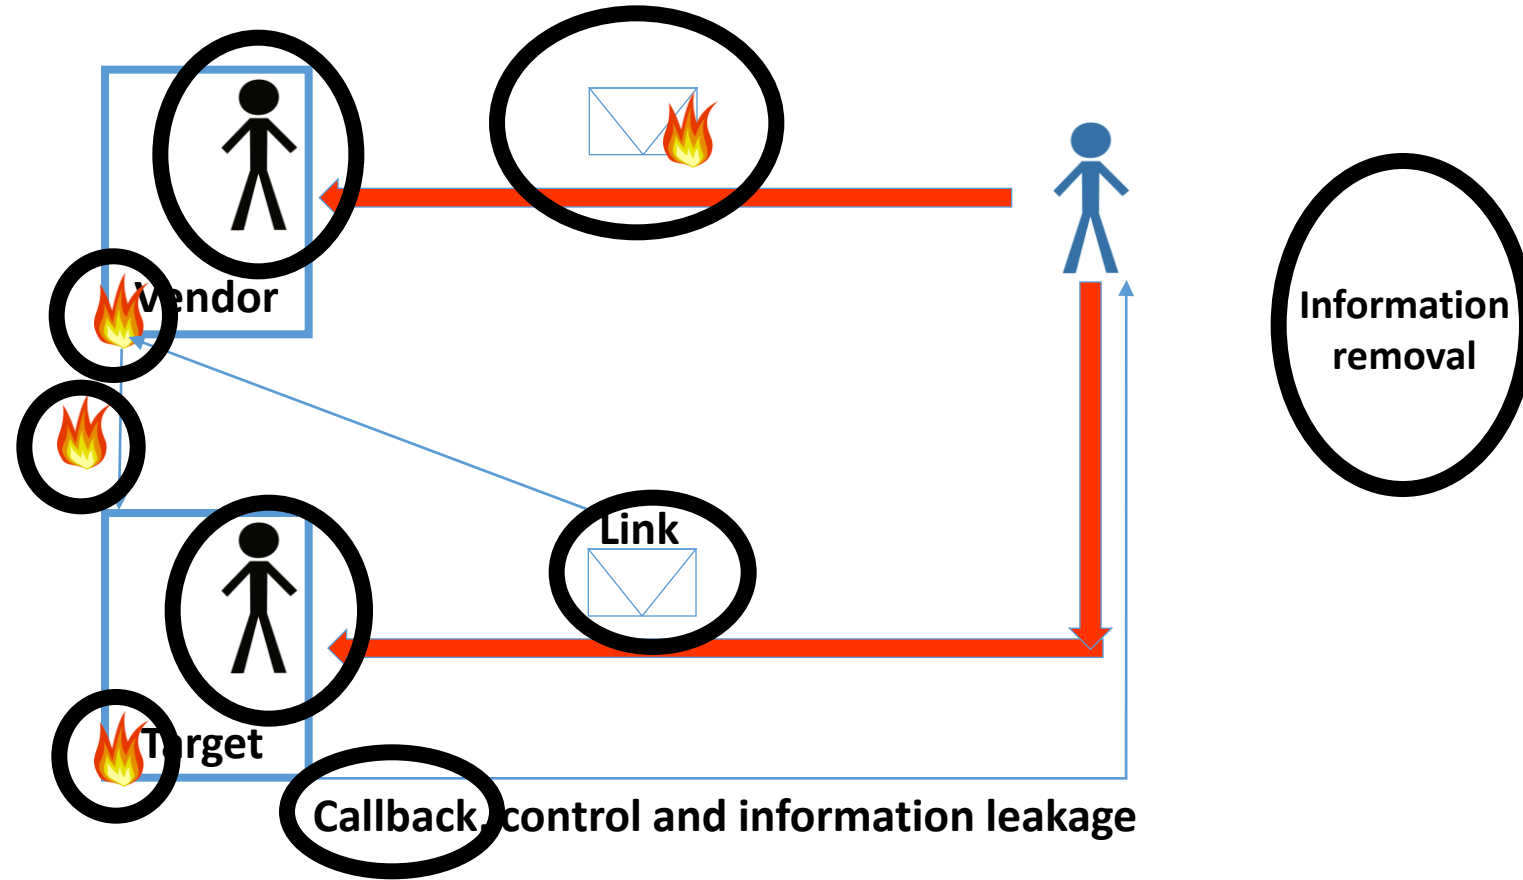 Vendor
Information
removal
Link
Target
Callback, control and information leakage